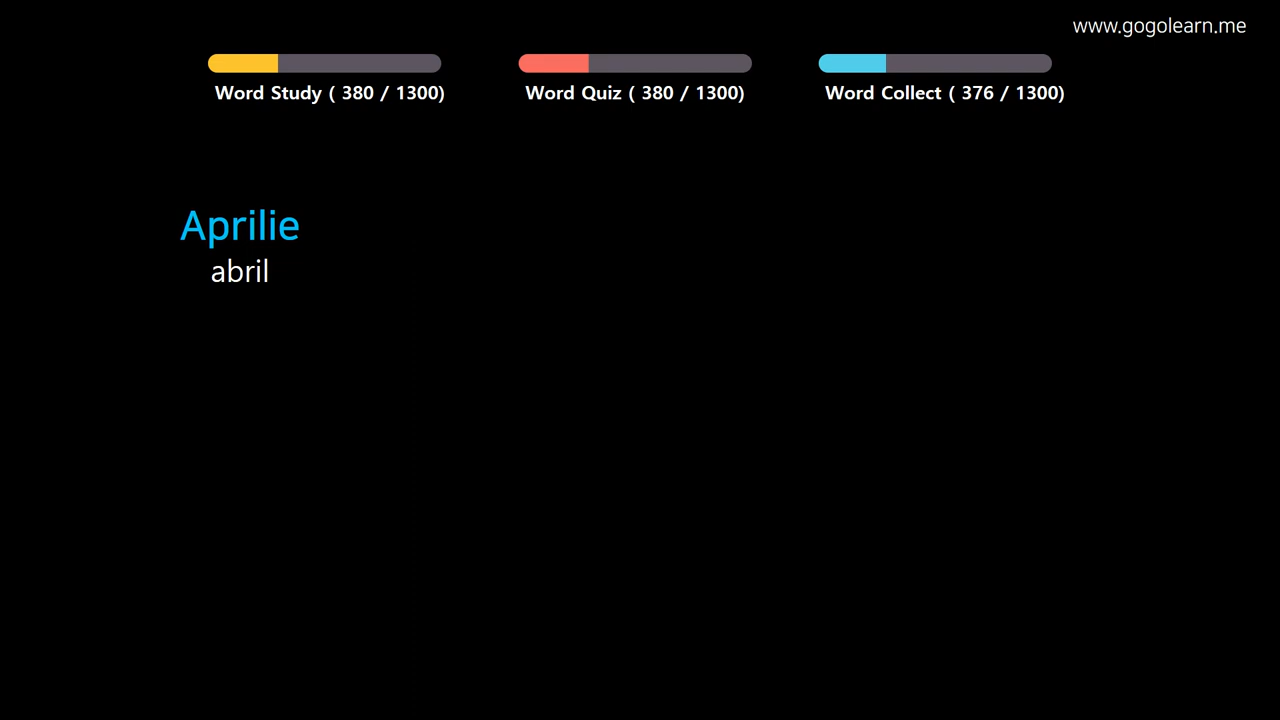 www.gogolearn.me
Word Study ( 380 / 1300)
Word Quiz ( 380 / 1300)
Word Collect ( 376 / 1300)
Aprilie
abril